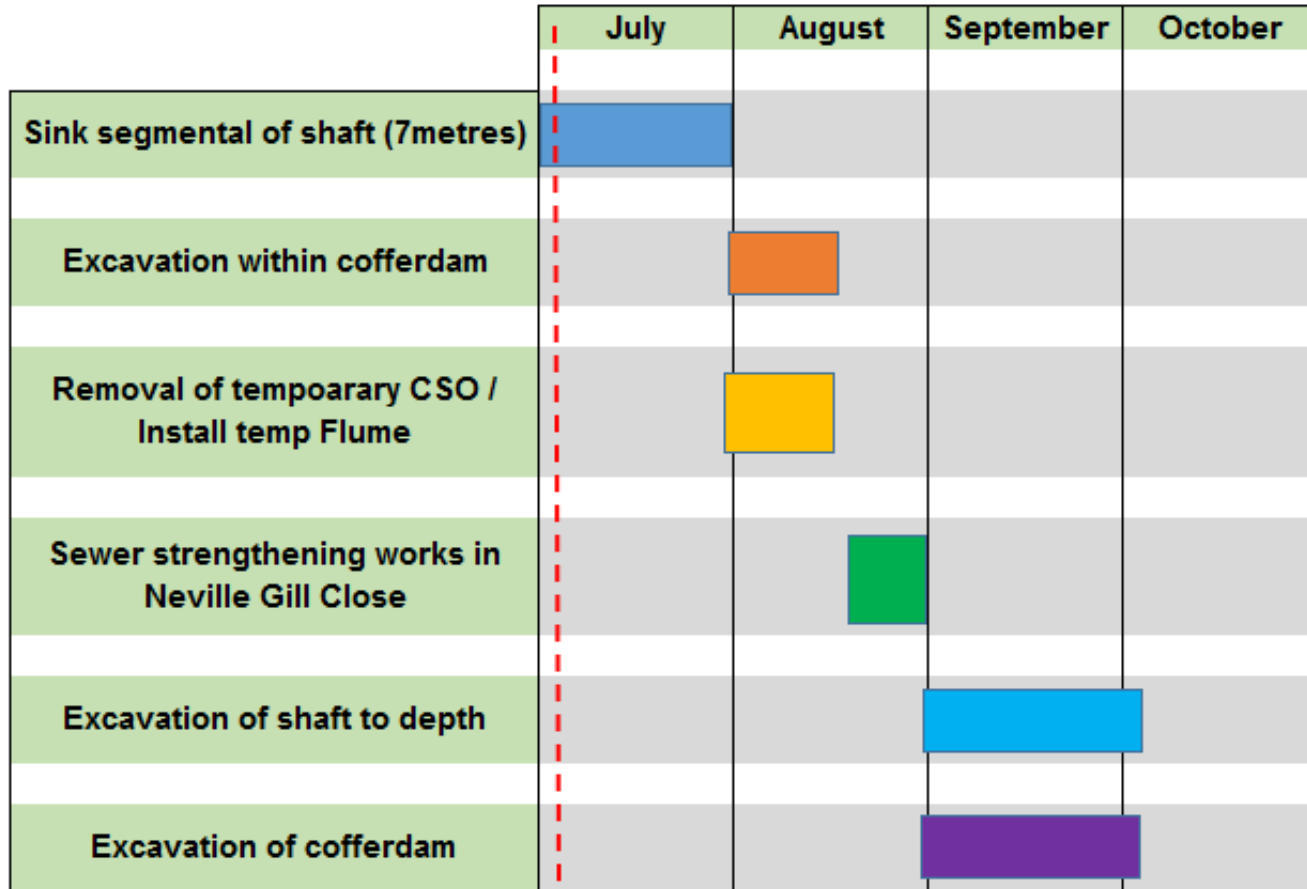 July August September October
Sink segmental of shaft (7metres)
Excavation within cofferdam
Removal of tempoarary CSO /
Install temp Flume
Sewer strengthening works in
Neville Gill Close
Excavation of shaft to depth
Excavation of cofferdam